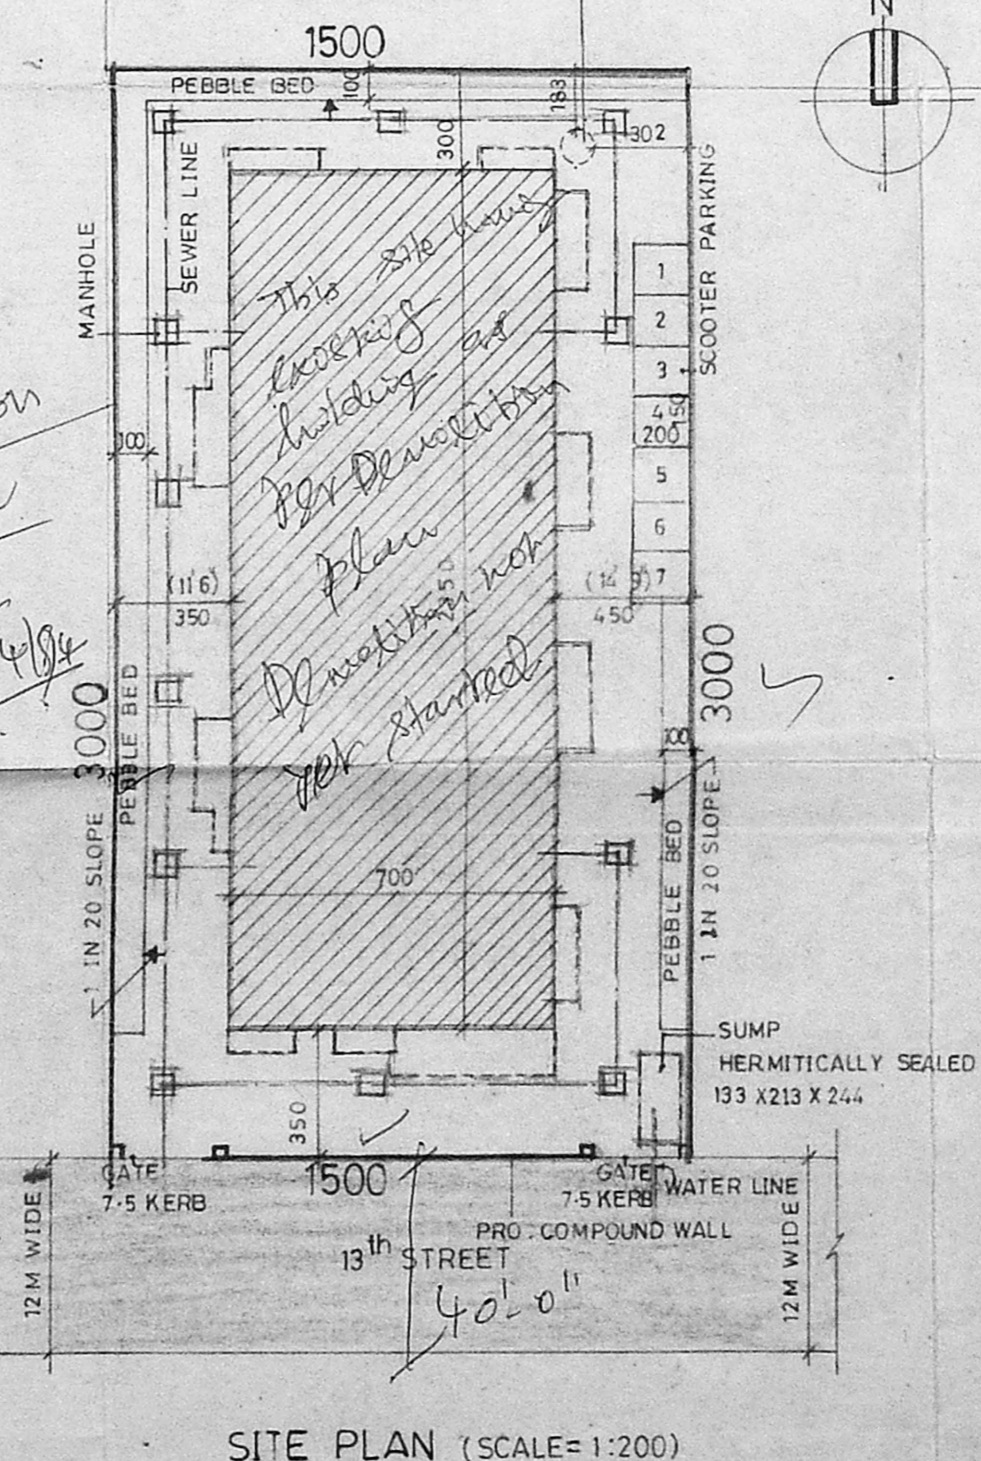 N
1500
PEBBLE BED
100
183
300
302
SEWER LINE
MANHOLE
SCOOTER PARKING
1
2
3
4
150
200
5
6
7
100
This site having
existing
building as
Per Demolition
plan
Demolition not
yet started
(11'6")
350
(14'9")
450
4/84
3000
3000
PEBBLE BED
100
1 IN 20 SLOPE
PEBBLE BED
1 IN 20 SLOPE
700
SUMP
HERMITICALLY SEALED
133 X213 X 244
350
GATE
7·5 KERB
1500
GATE
7·5 KERB
WATER LINE
PRO. COMPOUND WALL
13th STREET
40'-0"
12M WIDE
12M WIDE
SITE PLAN (SCALE=1:200)